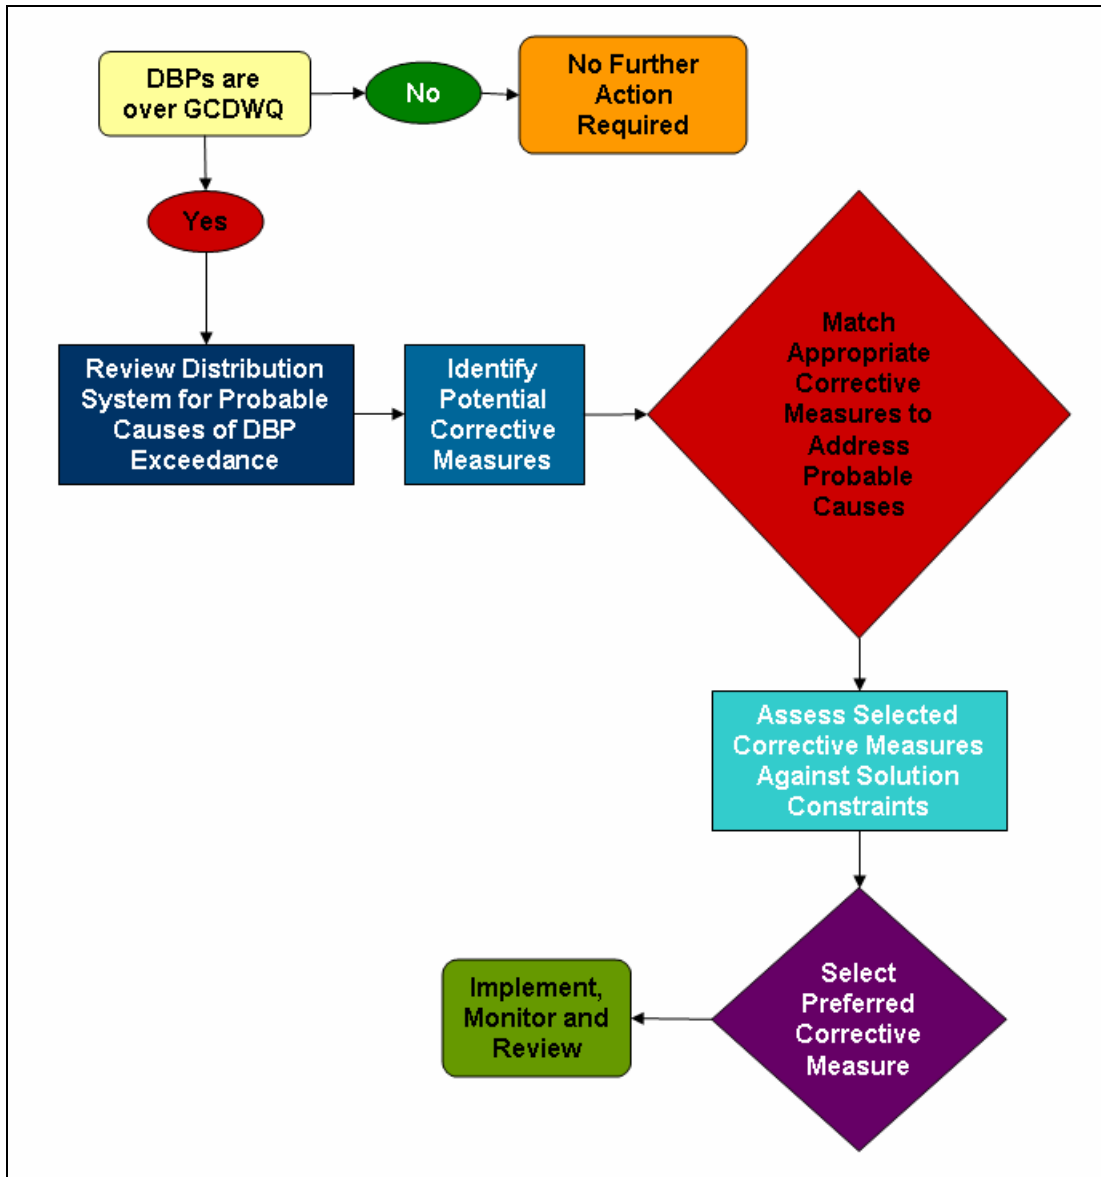 DBPs are
over GCDWQ
No
No Further
Action
Required
Yes
Review Distribution
System for Probable
Causes of DBP
Exceedance
Identify
Potential
Corrective
Measures
Match
Appropriate
Corrective
Measures to
Address
Probable
Causes
Assess Selected
Corrective Measures
Against Solution
Constraints
Select
Preferred
Corrective
Measure
Implement,
Monitor and
Review